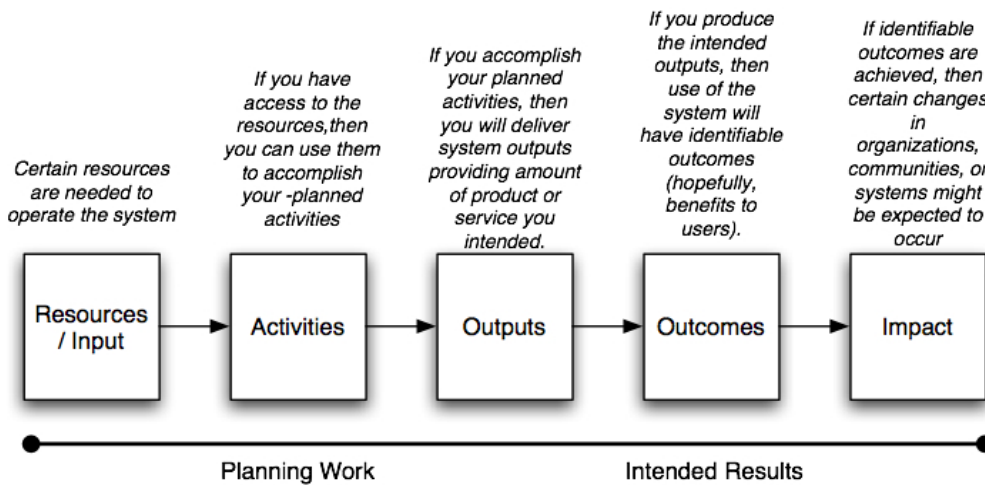 Certain resources
are needed to
operate the system
If you have
access to the
resources,then
you can use them
to accomplish
your -planned
activities
If you accomplish
your planned
activities, then
you will deliver
system outputs
providing amount
of product or
service you
intended.
If you produce
the intended
outputs, then
use of the
system will
have identifiable
outcomes
(hopefully,
benefits to
users).
If identifiable
outcomes are
achieved, then
certain changes
in
organizations,
communities, or
systems might
be expected to
occur
Resources
/ Input
Activities
Outputs
Outcomes
Impact
Planning Work
Intended Results